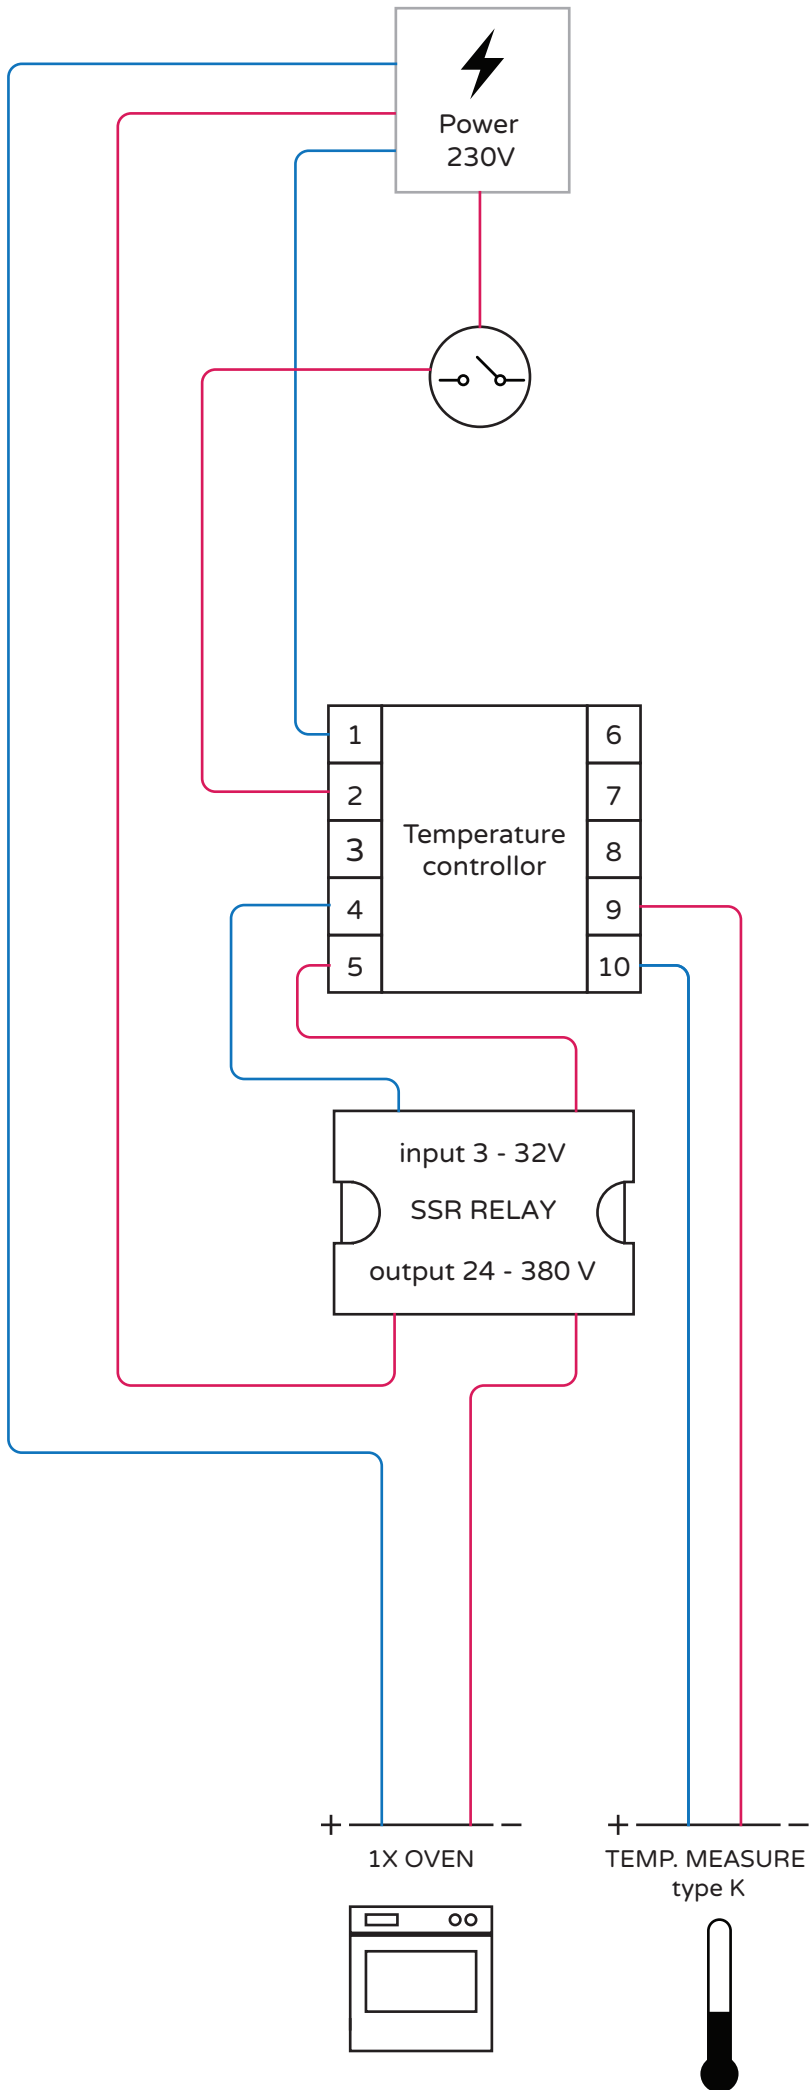 Power
230V
1
2
3
4
5
Temperature
controllor
6
7
8
9
10
input 3 - 32V
SSR RELAY
output 24 - 380 V
+ −
1X OVEN
+ −
TEMP. MEASURE
type K